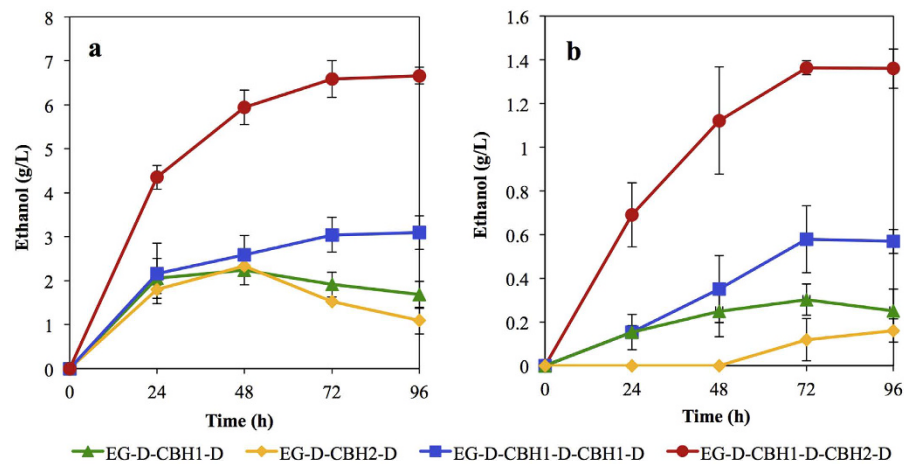 a
8
7
6
5
4
3
2
1
0
Ethanol (g/L)
0 24 48 72 96
Time (h)
b
1.6
1.4
1.2
1
0.8
0.6
0.4
0.2
0
Ethanol (g/L)
0 24 48 72 96
Time (h)
EG-D-CBH1-D EG-D-CBH2-D EG-D-CBH1-D-CBH1-D EG-D-CBH1-D-CBH2-D